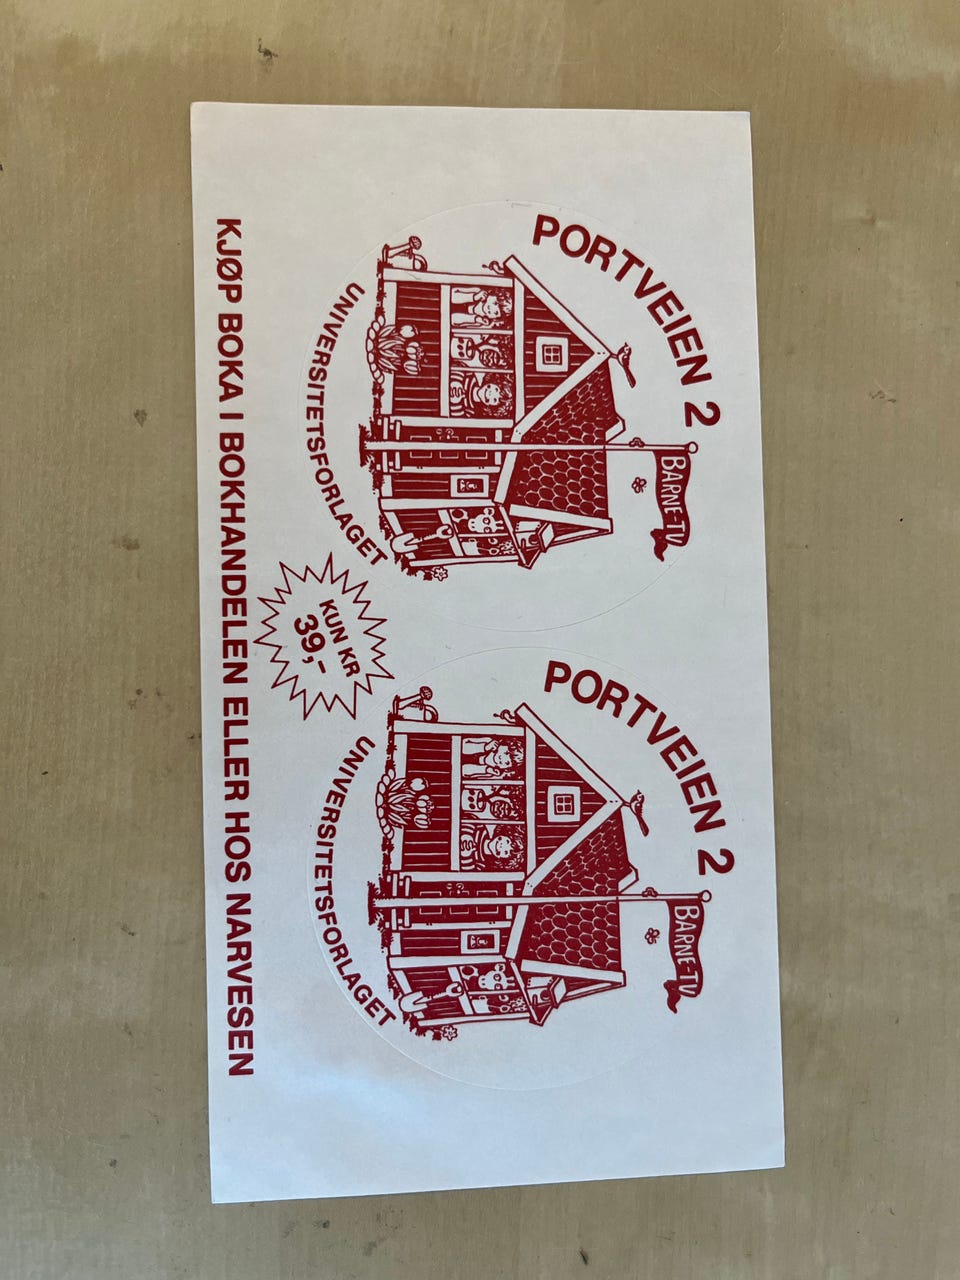 PORTVEIEN 2
BARNE-TV
UNIVERSITETSFORLAGET
PORTVEIEN 2
BARNE-TV
UNIVERSITETSFORLAGET
KUN KR
39,-
KJØP BOKA I BOKHANDELEN ELLER HOS NARVESEN